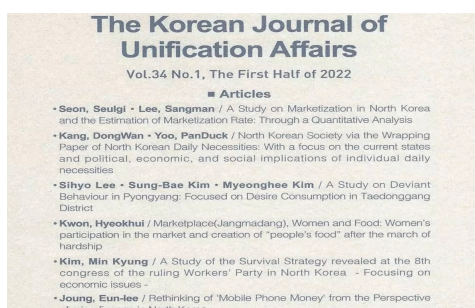 The Korean Journal of
Unification Affairs
Vol.34 No.1, The First Half of 2022
■ Articles
• Seon, Seulgi • Lee, Sangman / A Study on Marketization in North Korea
and the Estimation of Marketization Rate: Through a Quantitative Analysis
• Kang, DongWan • Yoo, PanDuck / North Korean Society via the Wrapping
Paper of North Korean Daily Necessities: With a focus on the current states
and political, economic, and social implications of individual daily
necessities
• Sihyo Lee • Sung-Bae Kim • Myeonghee Kim / A Study on Deviant
Behaviour in Pyongyang: Focused on Desire Consumption in Taedonggang
District
• Kwon, Hyeokhui / Marketplace(Jangmadang), Women and Food: Women's
participation in the market and creation of "people's food" after the march of
hardship
• Kim, Min Kyung / A Study of the Survival Strategy revealed at the 8th
congress of the ruling Workers' Party in North Korea - Focusing on
economic issues -
• Joung, Eun-lee / Rethinking of 'Mobile Phone Money' from the Perspective